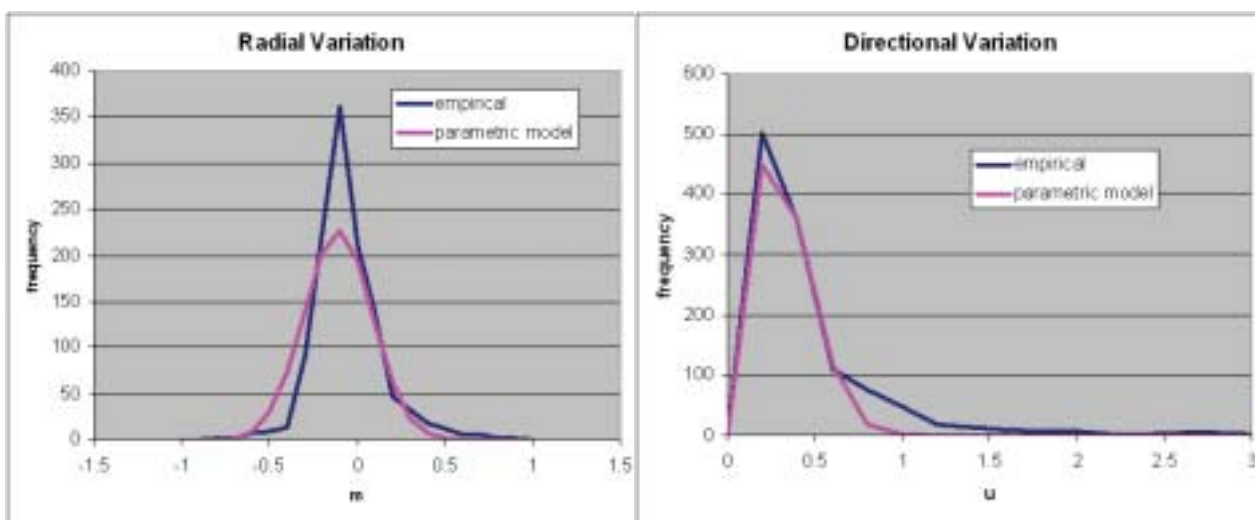 Radial Variation
400
350
300
250
200
150
100
50
0
frequency
empirical
parametric model
-1.5 -1 -0.5 0 0.5 1 1.5
m
Directional Variation
600
500
400
300
200
100
0
frequency
empirical
parametric model
0 0.5 1 1.5 2 2.5 3
u